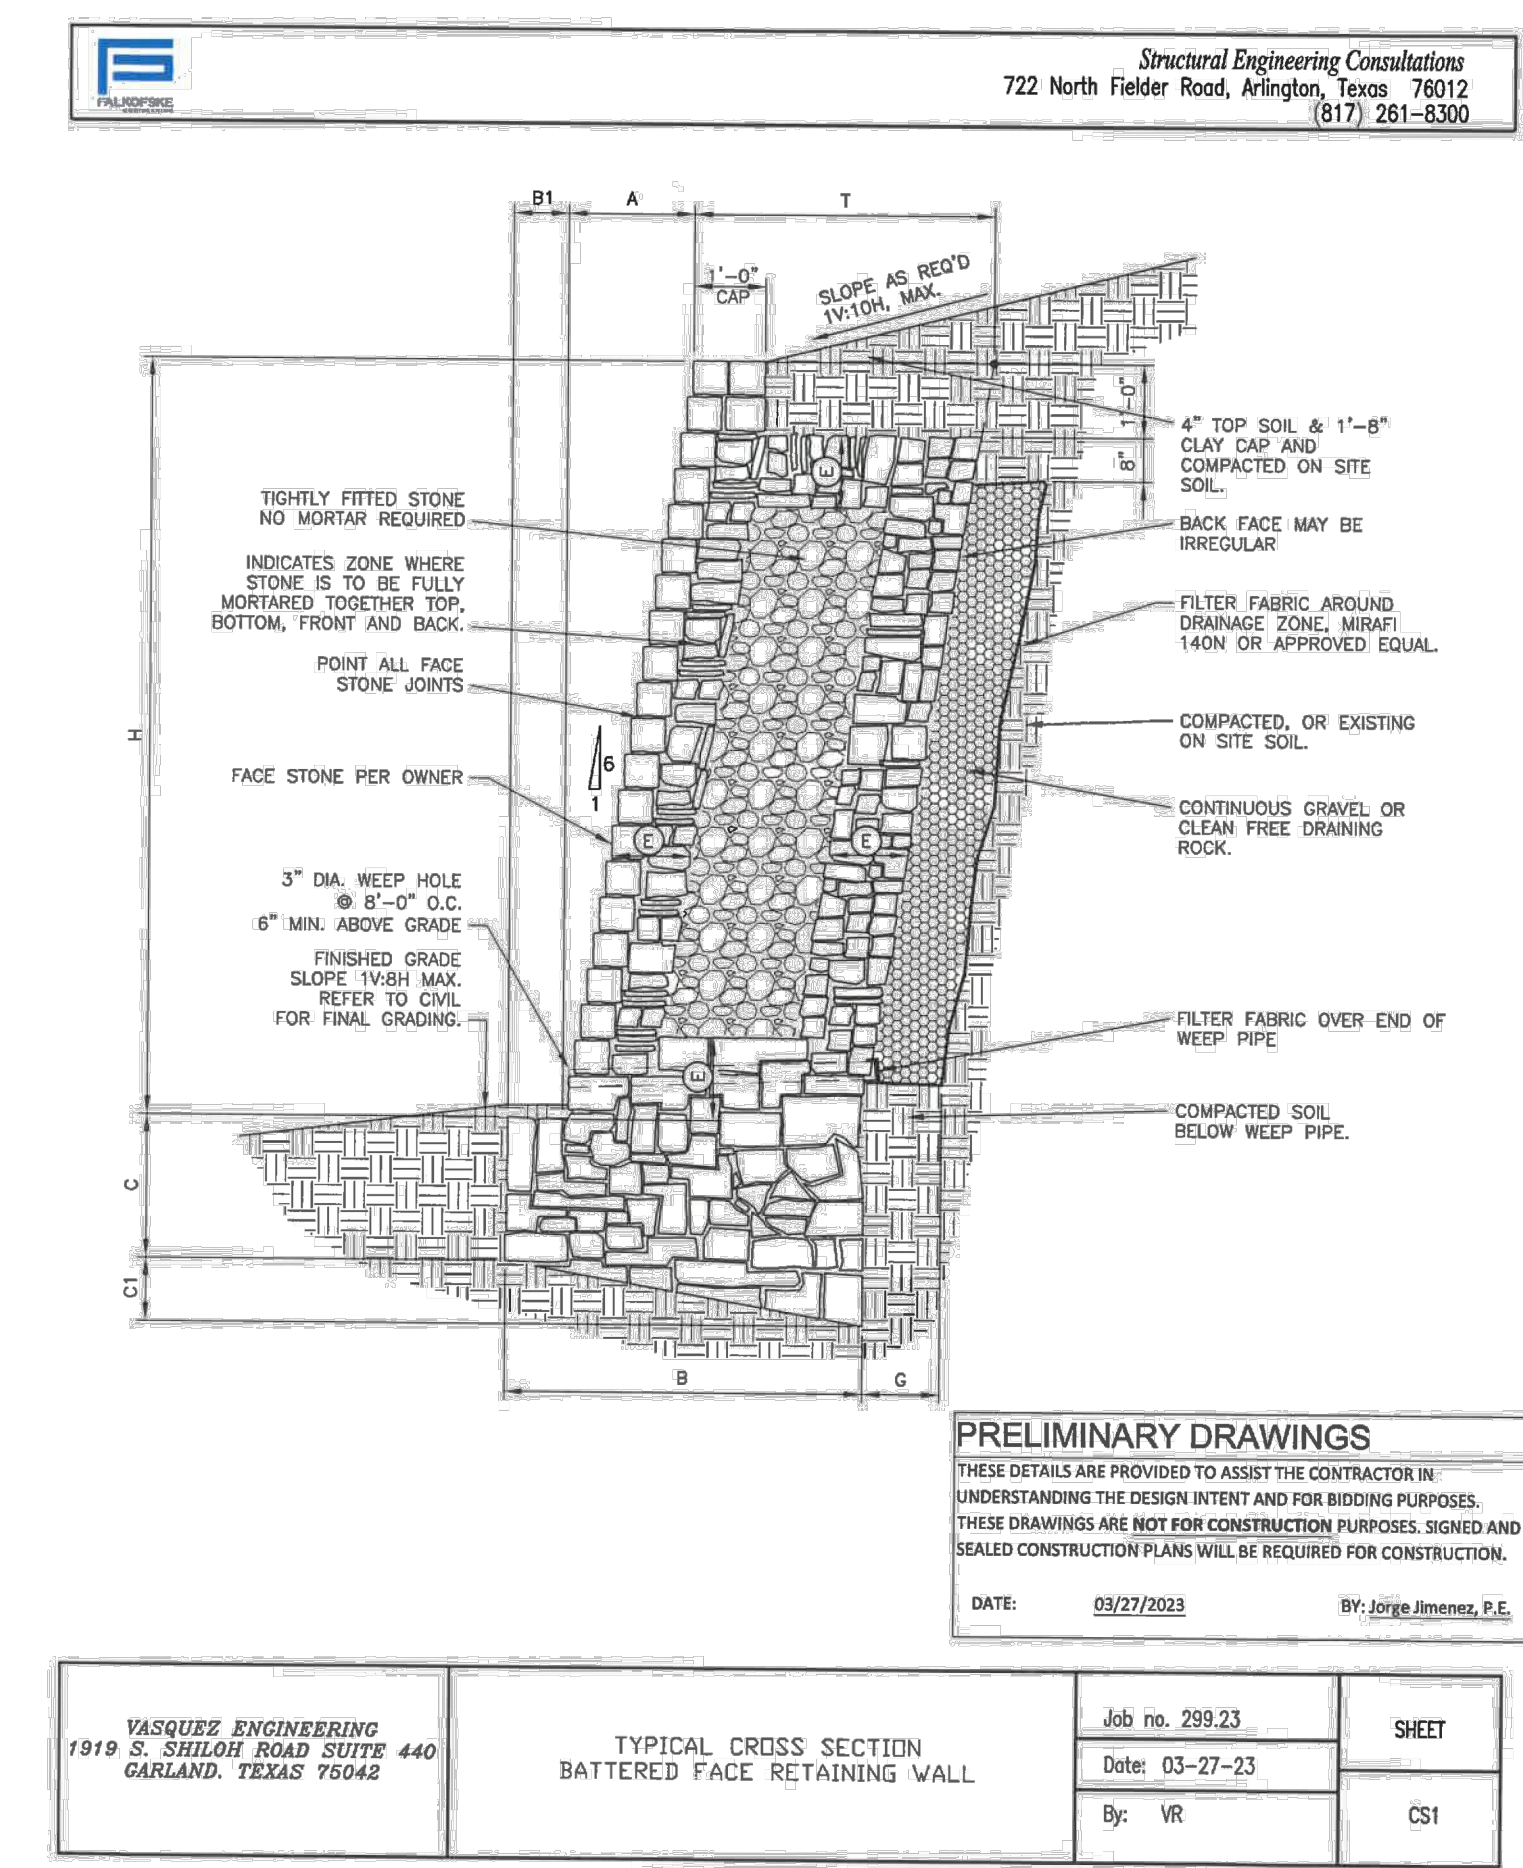 FALKOFSKE
ENGINEERING
Structural Engineering Consultations
722 North Fielder Road, Arlington, Texas 76012
(817) 261-8300
B1
A
T
1'-0"
CAP
SLOPE AS REQ'D
1V:10H, MAX.
1'-0"
8"
4" TOP SOIL & 1'-8"
CLAY CAP AND
COMPACTED ON SITE
SOIL.
E
TIGHTLY FITTED STONE
NO MORTAR REQUIRED
BACK FACE MAY BE
IRREGULAR
INDICATES ZONE WHERE
STONE IS TO BE FULLY
MORTARED TOGETHER TOP,
BOTTOM, FRONT AND BACK.
FILTER FABRIC AROUND
DRAINAGE ZONE, MIRAFI
140N OR APPROVED EQUAL.
POINT ALL FACE
STONE JOINTS
COMPACTED, OR EXISTING
ON SITE SOIL.
H
6
1
FACE STONE PER OWNER
CONTINUOUS GRAVEL OR
CLEAN FREE DRAINING
ROCK.
E
E
3" DIA. WEEP HOLE
@ 8'-0" O.C.
6" MIN. ABOVE GRADE
FINISHED GRADE
SLOPE 1V:8H MAX.
REFER TO CIVIL
FOR FINAL GRADING.
FILTER FABRIC OVER END OF
WEEP PIPE
E
COMPACTED SOIL
BELOW WEEP PIPE.
C
C1
B
G
PRELIMINARY DRAWINGS
THESE DETAILS ARE PROVIDED TO ASSIST THE CONTRACTOR IN
UNDERSTANDING THE DESIGN INTENT AND FOR BIDDING PURPOSES.
THESE DRAWINGS ARE NOT FOR CONSTRUCTION PURPOSES. SIGNED AND
SEALED CONSTRUCTION PLANS WILL BE REQUIRED FOR CONSTRUCTION.
DATE: 03/27/2023 BY: Jorge Jimenez, P.E.
VASQUEZ ENGINEERING
1919 S. SHILOH ROAD SUITE 440
GARLAND. TEXAS 75042
TYPICAL CROSS SECTION
BATTERED FACE RETAINING WALL
Job no. 299.23
Date: 03-27-23
By: VR
SHEET
CS1